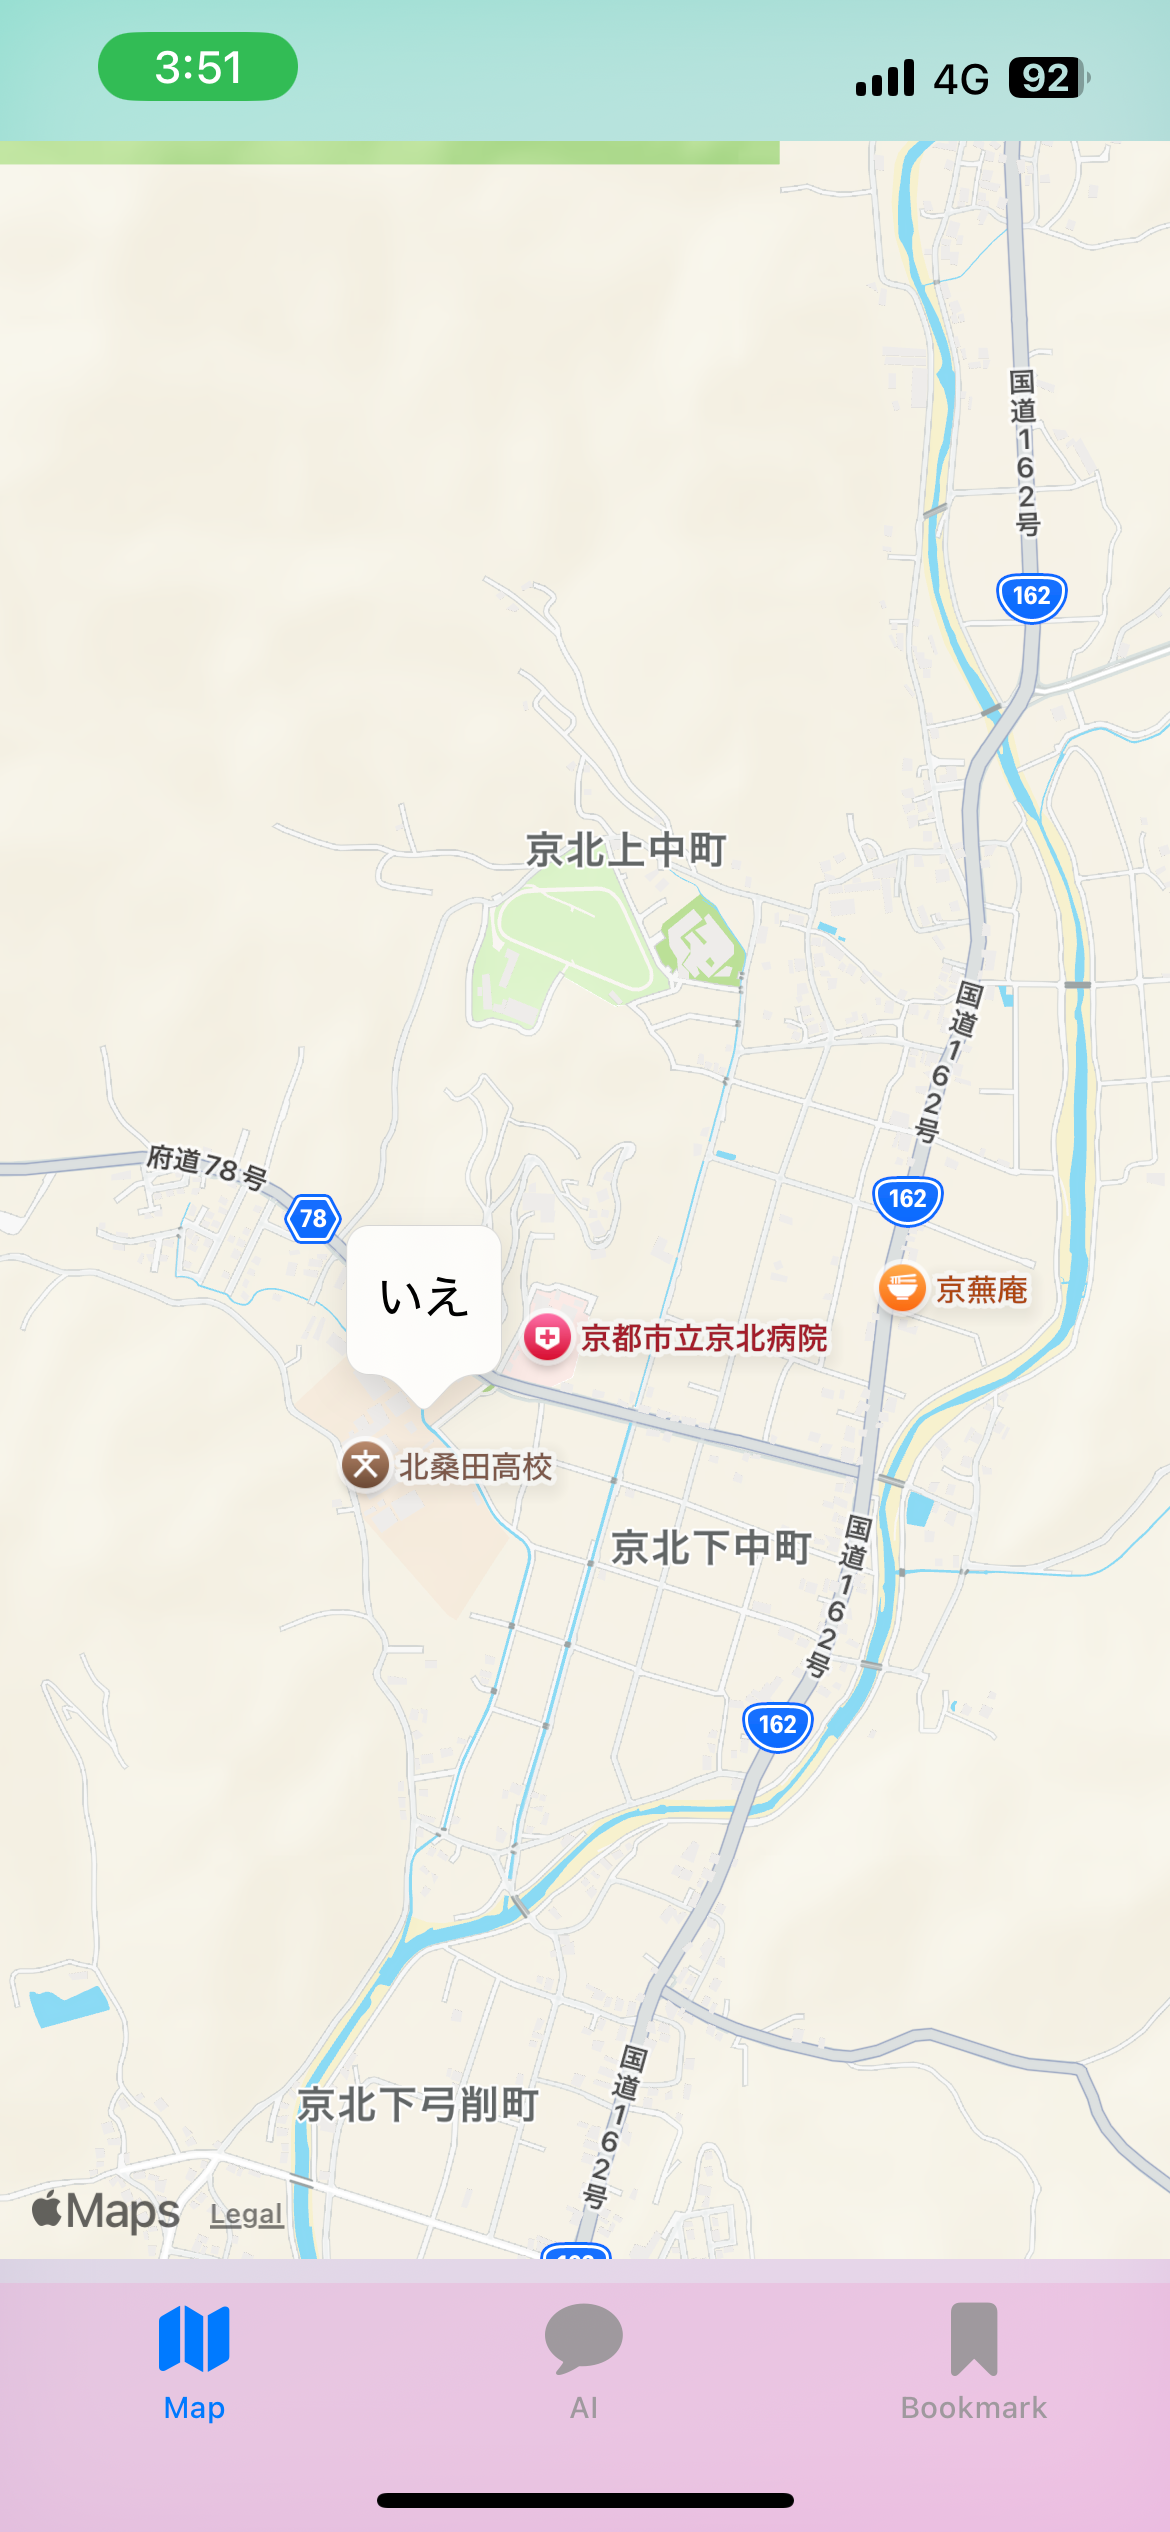 3:51
4G 92
国道162号
162
京北上中町
国道162号
府道78号
78
162
いえ
京蕪庵
京都市立京北病院
北桑田高校
京北下中町
国道162号
162
国道162号
京北下弓削町
Maps Legal
Map AI Bookmark